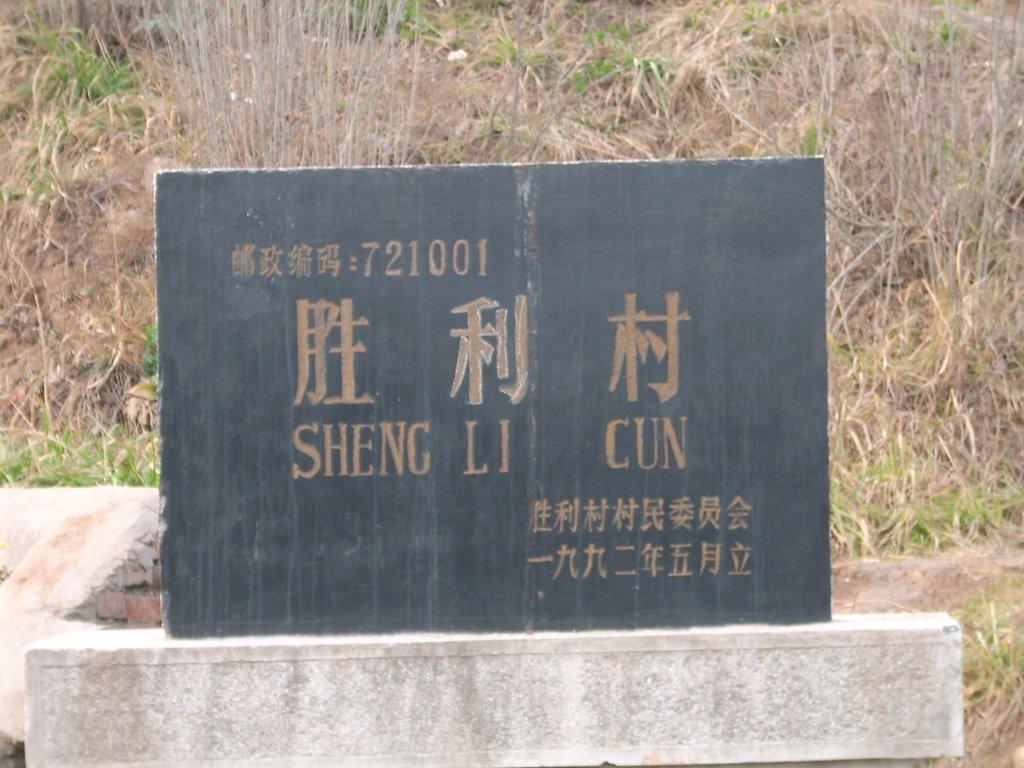 邮政编码:721001
胜利村
SHENG LI CUN
胜利村村民委员会
一九九二年五月立